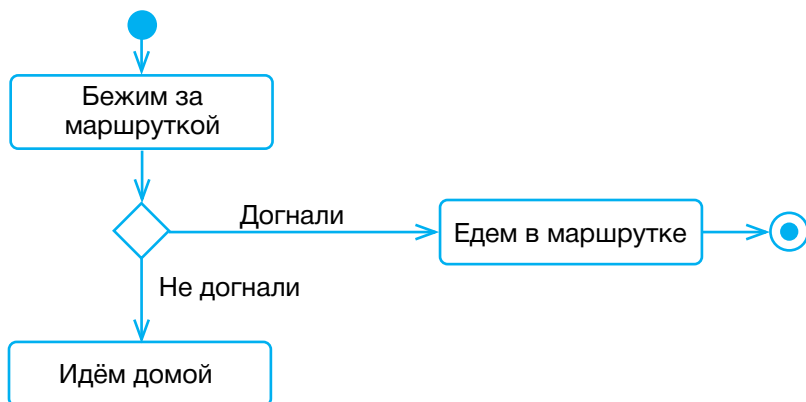 Бежим за
маршруткой
Догнали
Едем в маршрутке
Не догнали
Идём домой